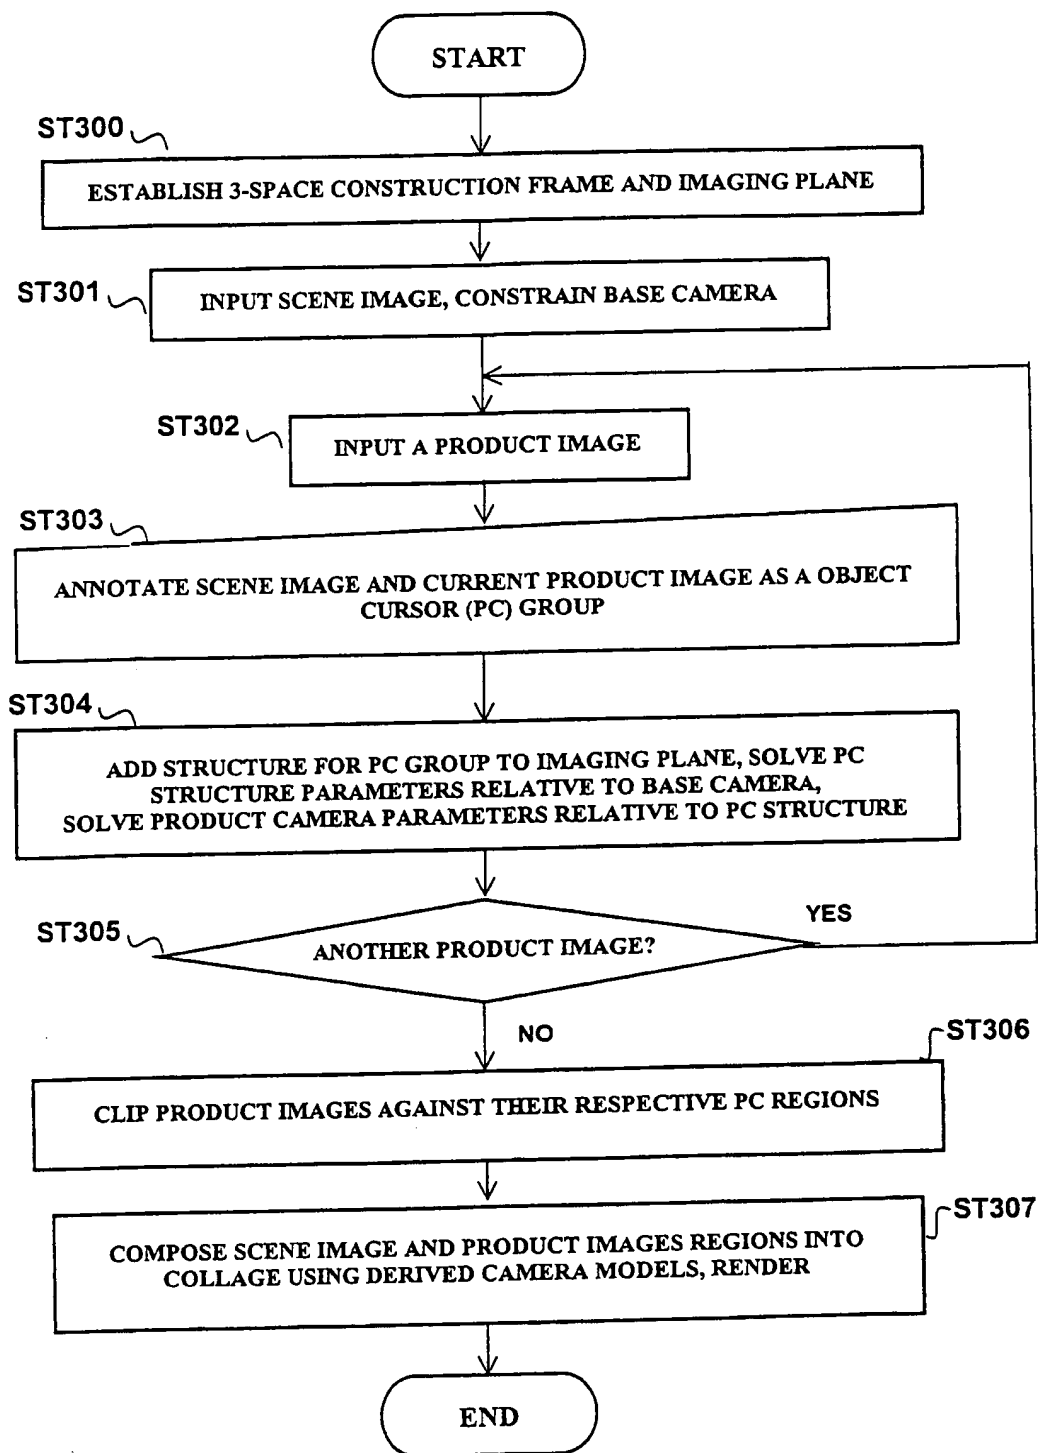 START
ST300
ESTABLISH 3-SPACE CONSTRUCTION FRAME AND IMAGING PLANE
ST301
INPUT SCENE IMAGE, CONSTRAIN BASE CAMERA
ST302
INPUT A PRODUCT IMAGE
ST303
ANNOTATE SCENE IMAGE AND CURRENT PRODUCT IMAGE AS A OBJECT
CURSOR (PC) GROUP
ST304
ADD STRUCTURE FOR PC GROUP TO IMAGING PLANE, SOLVE PC
STRUCTURE PARAMETERS RELATIVE TO BASE CAMERA,
SOLVE PRODUCT CAMERA PARAMETERS RELATIVE TO PC STRUCTURE
ST305
ANOTHER PRODUCT IMAGE?
YES
NO
ST306
CLIP PRODUCT IMAGES AGAINST THEIR RESPECTIVE PC REGIONS
ST307
COMPOSE SCENE IMAGE AND PRODUCT IMAGES REGIONS INTO
COLLAGE USING DERIVED CAMERA MODELS, RENDER
END